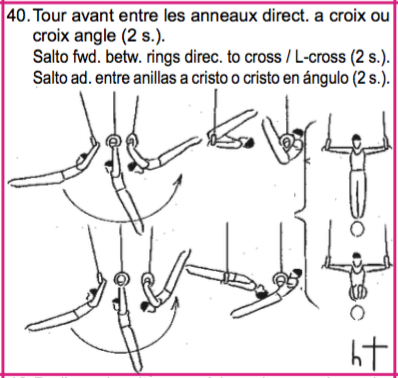 40. Tour avant entre les anneaux direct. a croix ou
croix angle (2 s.).
Salto fwd. betw. rings direc. to cross / L-cross (2 s.).
Salto ad. entre anillas a cristo o cristo en ángulo (2 s.).